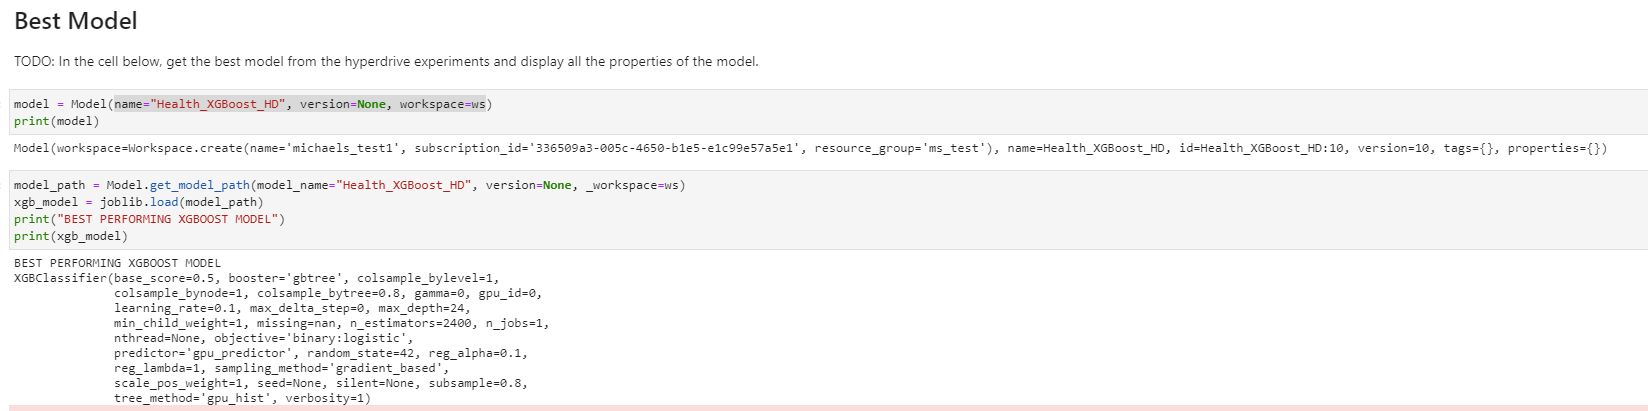 Best Model
TODO: In the cell below, get the best model from the hyperdrive experiments and display all the properties of the model.
model = Model(name="Health_XGBoost_HD", version=None, workspace=ws)
print(model)
Model(workspace=Workspace.create(name='michaels_test1', subscription_id='336509a3-005c-4650-b1e5-e1c99e57a5e1', resource_group='ms_test'), name=Health_XGBoost_HD, id=Health_XGBoost_HD:10, version=10, tags={}, properties={})
model_path = Model.get_model_path(model_name="Health_XGBoost_HD", version=None, _workspace=ws)
xgb_model = joblib.load(model_path)
print("BEST PERFORMING XGBOOST MODEL")
print(xgb_model)
BEST PERFORMING XGBOOST MODEL
XGBClassifier(base_score=0.5, booster='gbtree', colsample_bylevel=1,
colsample_bynode=1, colsample_bytree=0.8, gamma=0, gpu_id=0,
learning_rate=0.1, max_delta_step=0, max_depth=24,
min_child_weight=1, missing=nan, n_estimators=2400, n_jobs=1,
nthread=None, objective='binary:logistic',
predictor='gpu_predictor', random_state=42, reg_alpha=0.1,
reg_lambda=1, sampling_method='gradient_based',
scale_pos_weight=1, seed=None, silent=None, subsample=0.8,
tree_method='gpu_hist', verbosity=1)